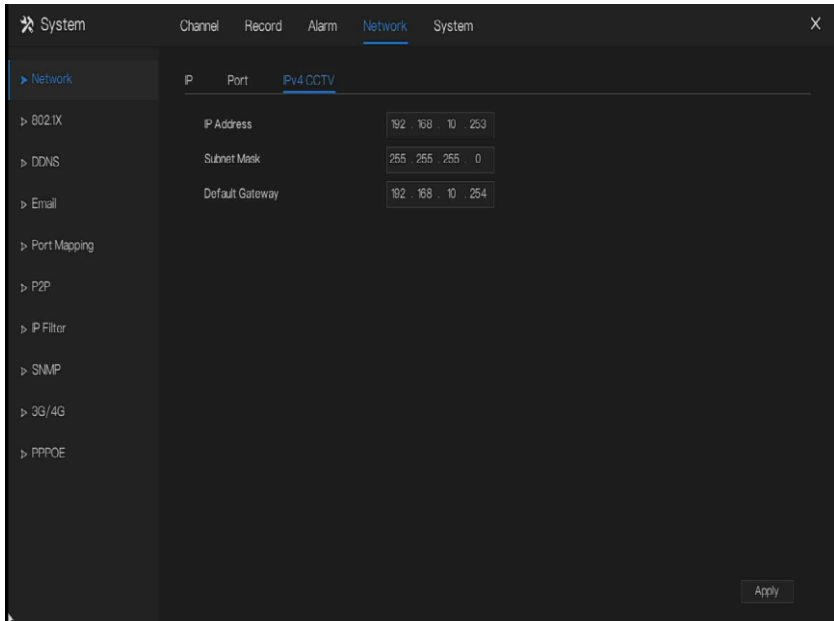 System Channel Record Alarm Network System X
Network
802.1X
DDNS
Email
Port Mapping
P2P
IP Filter
SNMP
3G/4G
PPPOE
IP Port IPv4 CCTV
IP Address 192 . 168 . 10 . 253
Subnet Mask 255 . 255 . 255 . 0
Default Gateway 192 . 168 . 10 . 254
Apply